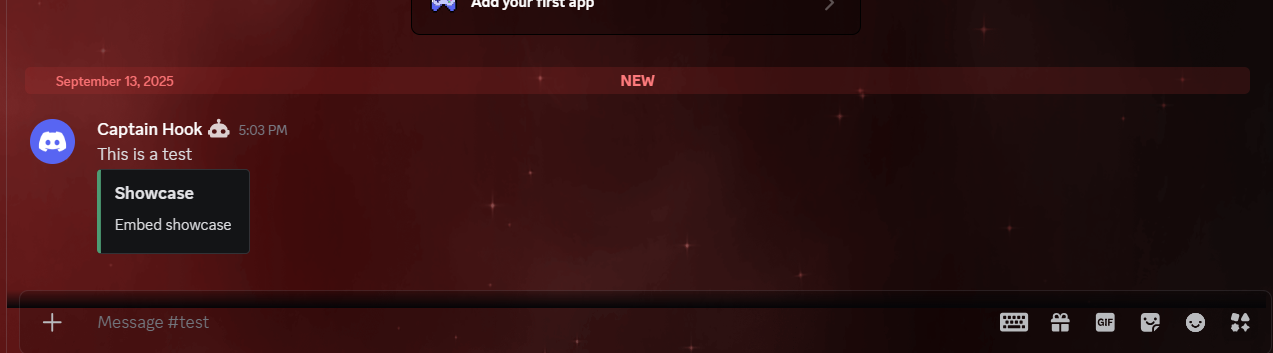 Add your first app
September 13, 2025 NEW
Captain Hook 5:03 PM
This is a test
Showcase
Embed showcase
Message #test GIF